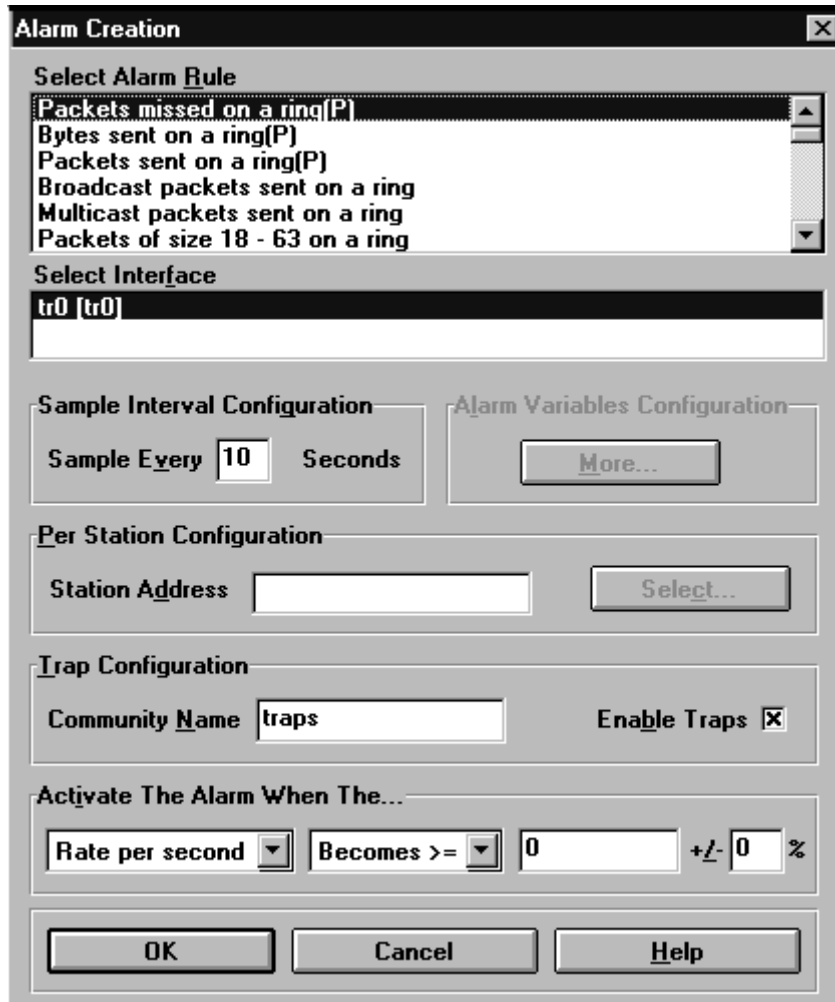 Alarm Creation
Select Alarm Rule
Packets missed on a ring(P)
Bytes sent on a ring(P)
Packets sent on a ring(P)
Broadcast packets sent on a ring
Multicast packets sent on a ring
Packets of size 18 - 63 on a ring
Select Interface
tr0 [tr0]
Sample Interval Configuration Alarm Variables Configuration
Sample Every 10 Seconds More...
Per Station Configuration
Station Address Select...
Trap Configuration
Community Name traps Enable Traps
Activate The Alarm When The...
Rate per second Becomes >= 0 +/- 0 %
OK Cancel Help